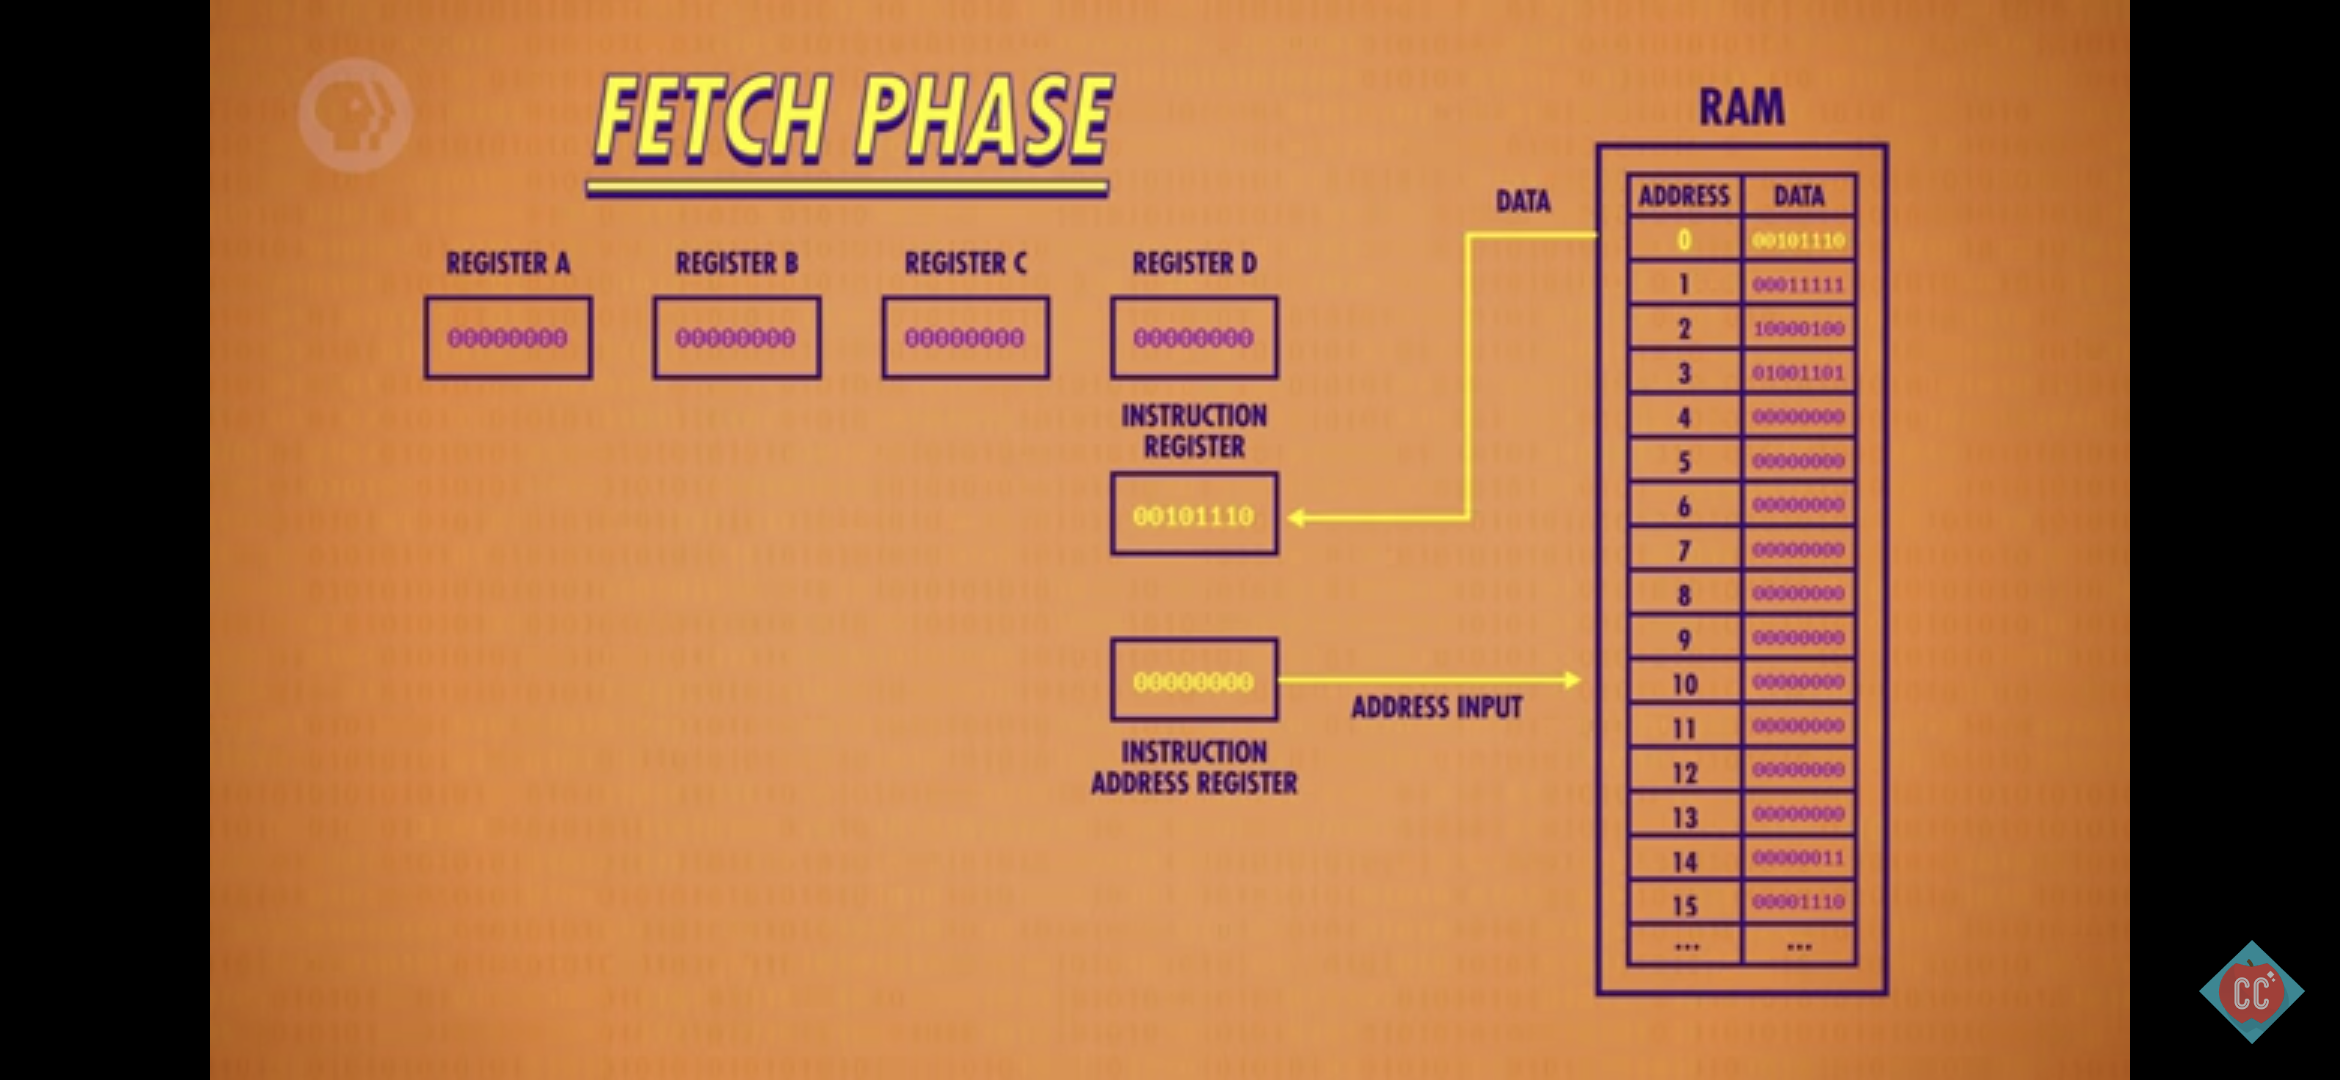 FETCH PHASE
RAM
DATA
ADDRESS DATA
0 00101110
1 00011111
2 10000100
3 01001101
4 00000000
5 00000000
6 00000000
7 00000000
8 00000000
9 00000000
10 00000000
11 00000000
12 00000000
13 00000000
14 00000011
15 00001110
... ...
REGISTER A
00000000
REGISTER B
00000000
REGISTER C
00000000
REGISTER D
00000000
INSTRUCTION
REGISTER
00101110
00000000
ADDRESS INPUT
INSTRUCTION
ADDRESS REGISTER
CC